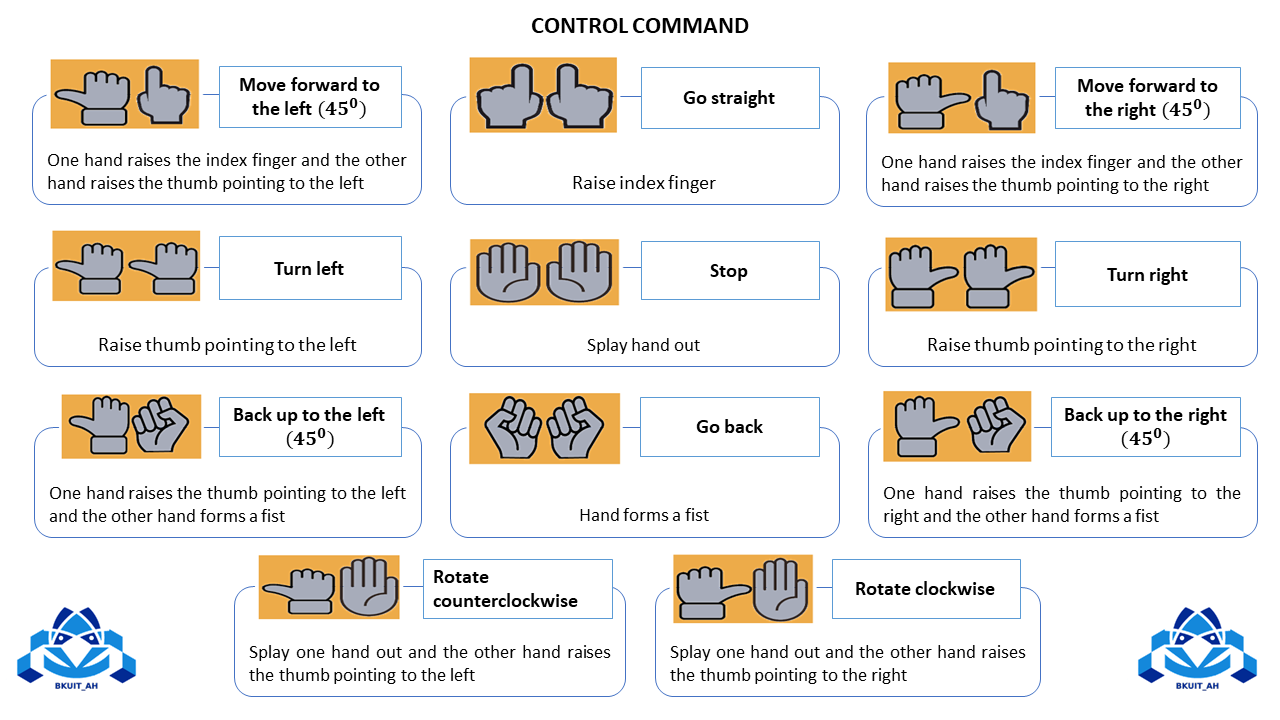 CONTROL COMMAND
Move forward to
the left (45⁰)
One hand raises the index finger and the other
hand raises the thumb pointing to the left
Go straight
Raise index finger
Move forward to
the right (45⁰)
One hand raises the index finger and the other
hand raises the thumb pointing to the right
Turn left
Raise thumb pointing to the left
Stop
Splay hand out
Turn right
Raise thumb pointing to the right
Back up to the left
(45⁰)
One hand raises the thumb pointing to the left
and the other hand forms a fist
Go back
Hand forms a fist
Back up to the right
(45⁰)
One hand raises the thumb pointing to the
right and the other hand forms a fist
Rotate
counterclockwise
Splay one hand out and the other hand raises
the thumb pointing to the left
Rotate clockwise
Splay one hand out and the other hand raises
the thumb pointing to the right
BKUIT_AH
BKUIT_AH